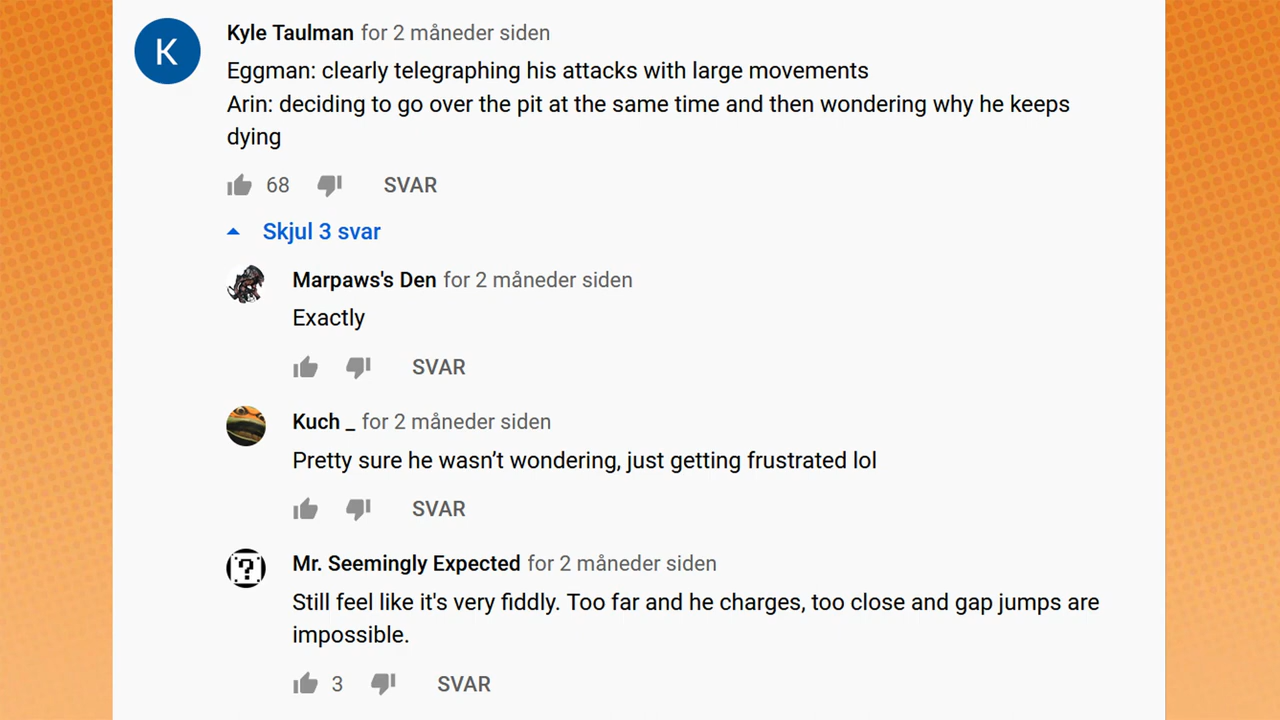 K
Kyle Taulman for 2 måneder siden
Eggman: clearly telegraphing his attacks with large movements
Arin: deciding to go over the pit at the same time and then wondering why he keeps
dying
68 SVAR
Skjul 3 svar
Marpaws's Den for 2 måneder siden
Exactly
SVAR
Kuch _ for 2 måneder siden
Pretty sure he wasn’t wondering, just getting frustrated lol
SVAR
?
Mr. Seemingly Expected for 2 måneder siden
Still feel like it's very fiddly. Too far and he charges, too close and gap jumps are
impossible.
3 SVAR